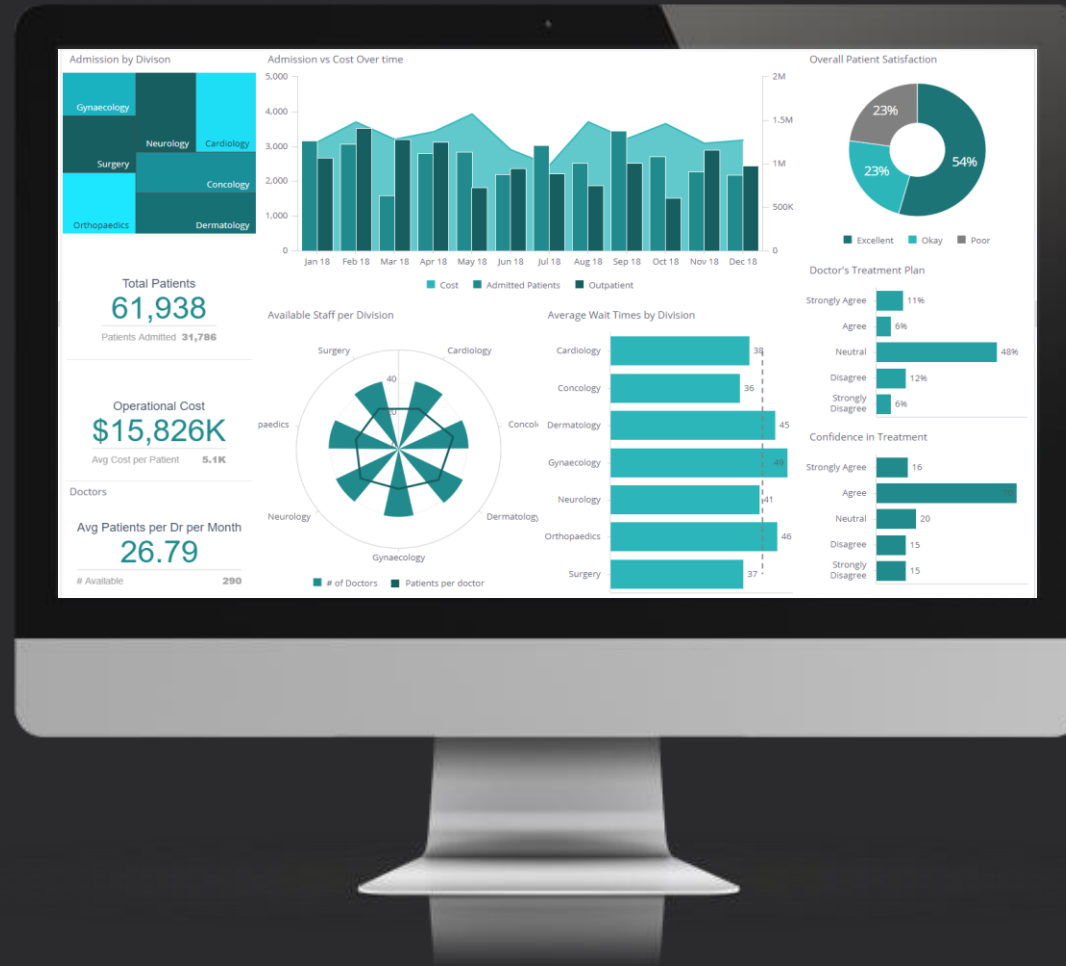 Admission by Divison
Gynaecology
Surgery
Orthopaedics
Neurology
Cardiology
Concology
Dermatology
Total Patients
61,938
Patients Admitted 31,786
Operational Cost
$15,826K
Avg Cost per Patient 5.1K
Doctors
Avg Patients per Dr per Month
26.79
# Available 290
Admission vs Cost Over time
5,000
4,000
3,000
2,000
1,000
0
2M
1.5M
1M
500K
0
Jan 18 Feb 18 Mar 18 Apr 18 May 18 Jun 18 Jul 18 Aug 18 Sep 18 Oct 18 Nov 18 Dec 18
Cost Admitted Patients Outpatient
Available Staff per Division
Surgery
Cardiology
paedics
Concol
Neurology
Dermatolog
Gynaecology
40
# of Doctors Patients per doctor
Average Wait Times by Division
Cardiology 38
Concology 36
Dermatology 45
Gynaecology 49
Neurology 41
Orthopaedics 46
Surgery 37
Overall Patient Satisfaction
23%
23%
54%
Excellent Okay Poor
Doctor's Treatment Plan
Strongly Agree 11%
Agree 6%
Neutral 48%
Disagree 12%
Strongly
Disagree 6%
Confidence in Treatment
Strongly Agree 16
Agree
Neutral 20
Disagree 15
Strongly
Disagree 15